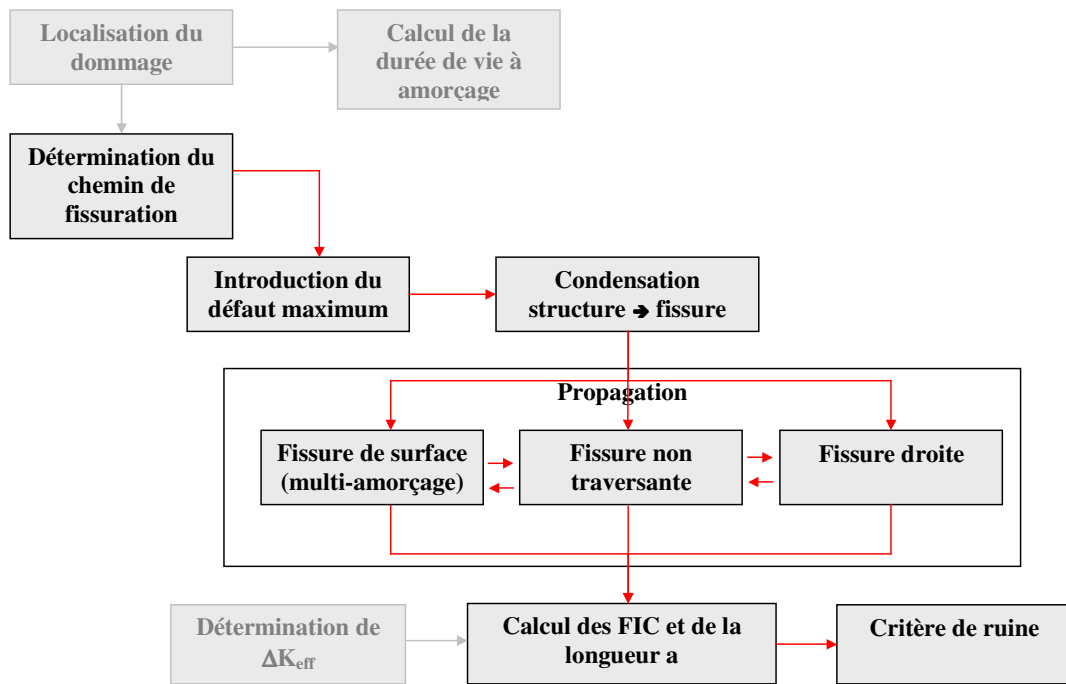 Localisation du
dommage
Calcul de la
durée de vie à
amorçage
Détermination du
chemin de
fissuration
Introduction du
défaut maximum
Condensation
structure ➔ fissure
Propagation
Fissure de surface
(multi-amorçage)
Fissure non
traversante
Fissure droite
Détermination de
ΔKeff
Calcul des FIC et de la
longueur a
Critère de ruine